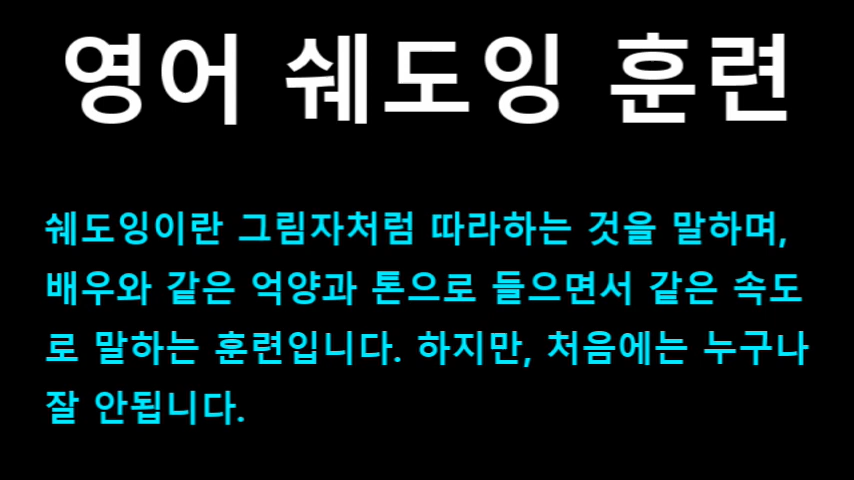 영어 쉐도잉 훈련
쉐도잉이란 그림자처럼 따라하는 것을 말하며,
배우와 같은 억양과 톤으로 들으면서 같은 속도
로 말하는 훈련입니다. 하지만, 처음에는 누구나
잘 안됩니다.